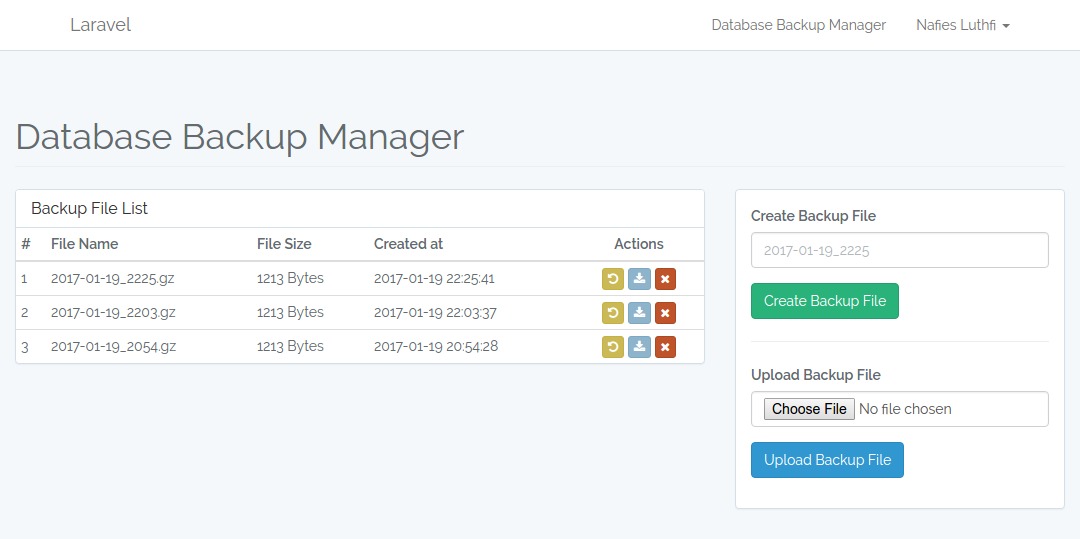 Laravel Database Backup Manager Nafies Luthfi
Database Backup Manager
Backup File List
# File Name File Size Created at Actions
1 2017-01-19_2225.gz 1213 Bytes 2017-01-19 22:25:41
2 2017-01-19_2203.gz 1213 Bytes 2017-01-19 22:03:37
3 2017-01-19_2054.gz 1213 Bytes 2017-01-19 20:54:28
Create Backup File
2017-01-19_2225
Create Backup File
Upload Backup File
Choose File No file chosen
Upload Backup File